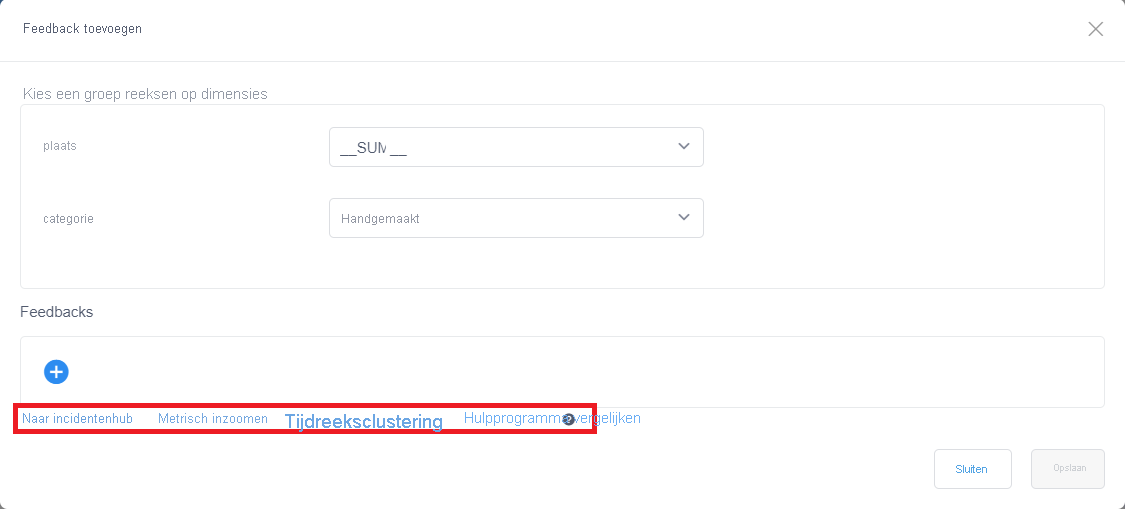 Feedback toevoegen
Kies een groep reeksen op dimensies
plaats
__SUM__
categorie
Handgemaakt
Feedbacks
Naar incidentenhub Metrisch inzoomen Tijdreeksclustering Hulpprogramma vergelijken
Sluiten Opslaan